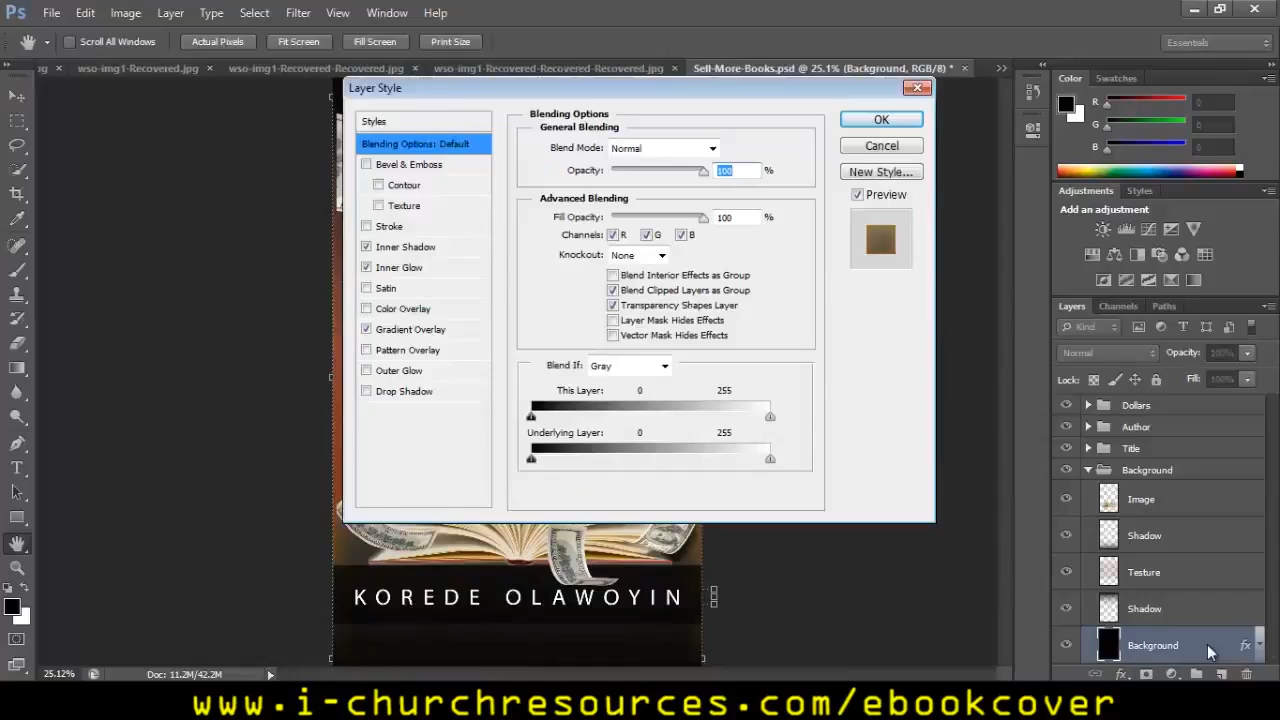 Ps File Edit Image Layer Type Select Filter View Window Help
Scroll All Windows Actual Pixels Fit Screen Fill Screen Print Size Essentials
pg × wso-img1-Recovered.jpg × wso-img1-Recovered-Recovered.jpg × wso-img1-Recovered-Recovered-Recovered.jpg × Sell-More-Books.psd @ 25.1% (Background, RGB/8) * ×
Layer Style
Styles
Blending Options: Default
Bevel & Emboss
Contour
Texture
Stroke
Inner Shadow
Inner Glow
Satin
Color Overlay
Gradient Overlay
Pattern Overlay
Outer Glow
Drop Shadow
Blending Options
General Blending
Blend Mode: Normal
Opacity: 100 %
Advanced Blending
Fill Opacity: 100 %
Channels: R G B
Knockout: None
Blend Interior Effects as Group
Blend Clipped Layers as Group
Transparency Shapes Layer
Layer Mask Hides Effects
Vector Mask Hides Effects
Blend If: Gray
This Layer: 0 255
Underlying Layer: 0 255
OK
Cancel
New Style...
Preview
Color Swatches
R 0
G 0
B 0
Adjustments Styles
Add an adjustment
Layers Channels Paths
Kind
Normal Opacity: 100%
Lock: Fill: 100%
Dollars
Author
Title
Background
Image
Shadow
Texture
Shadow
Background fx
KOREDE OLAWOYIN
25.12% Doc: 11.2M/42.2M
www.i-churchresources.com/ebookcover